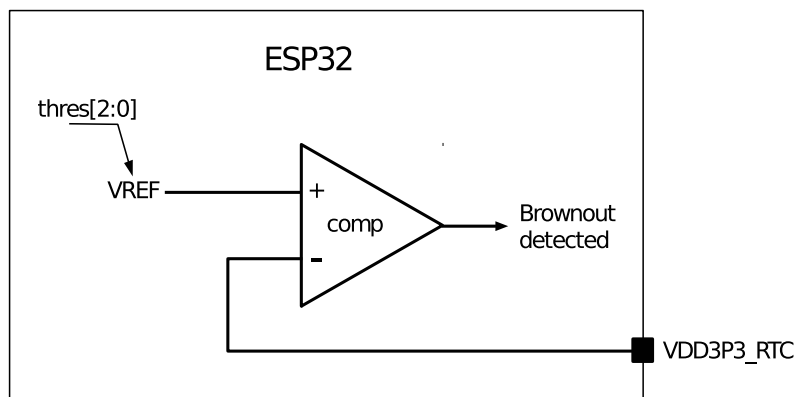 ESP32
thres[2:0]
VREF
+
comp
-
Brownout
detected
VDD3P3_RTC